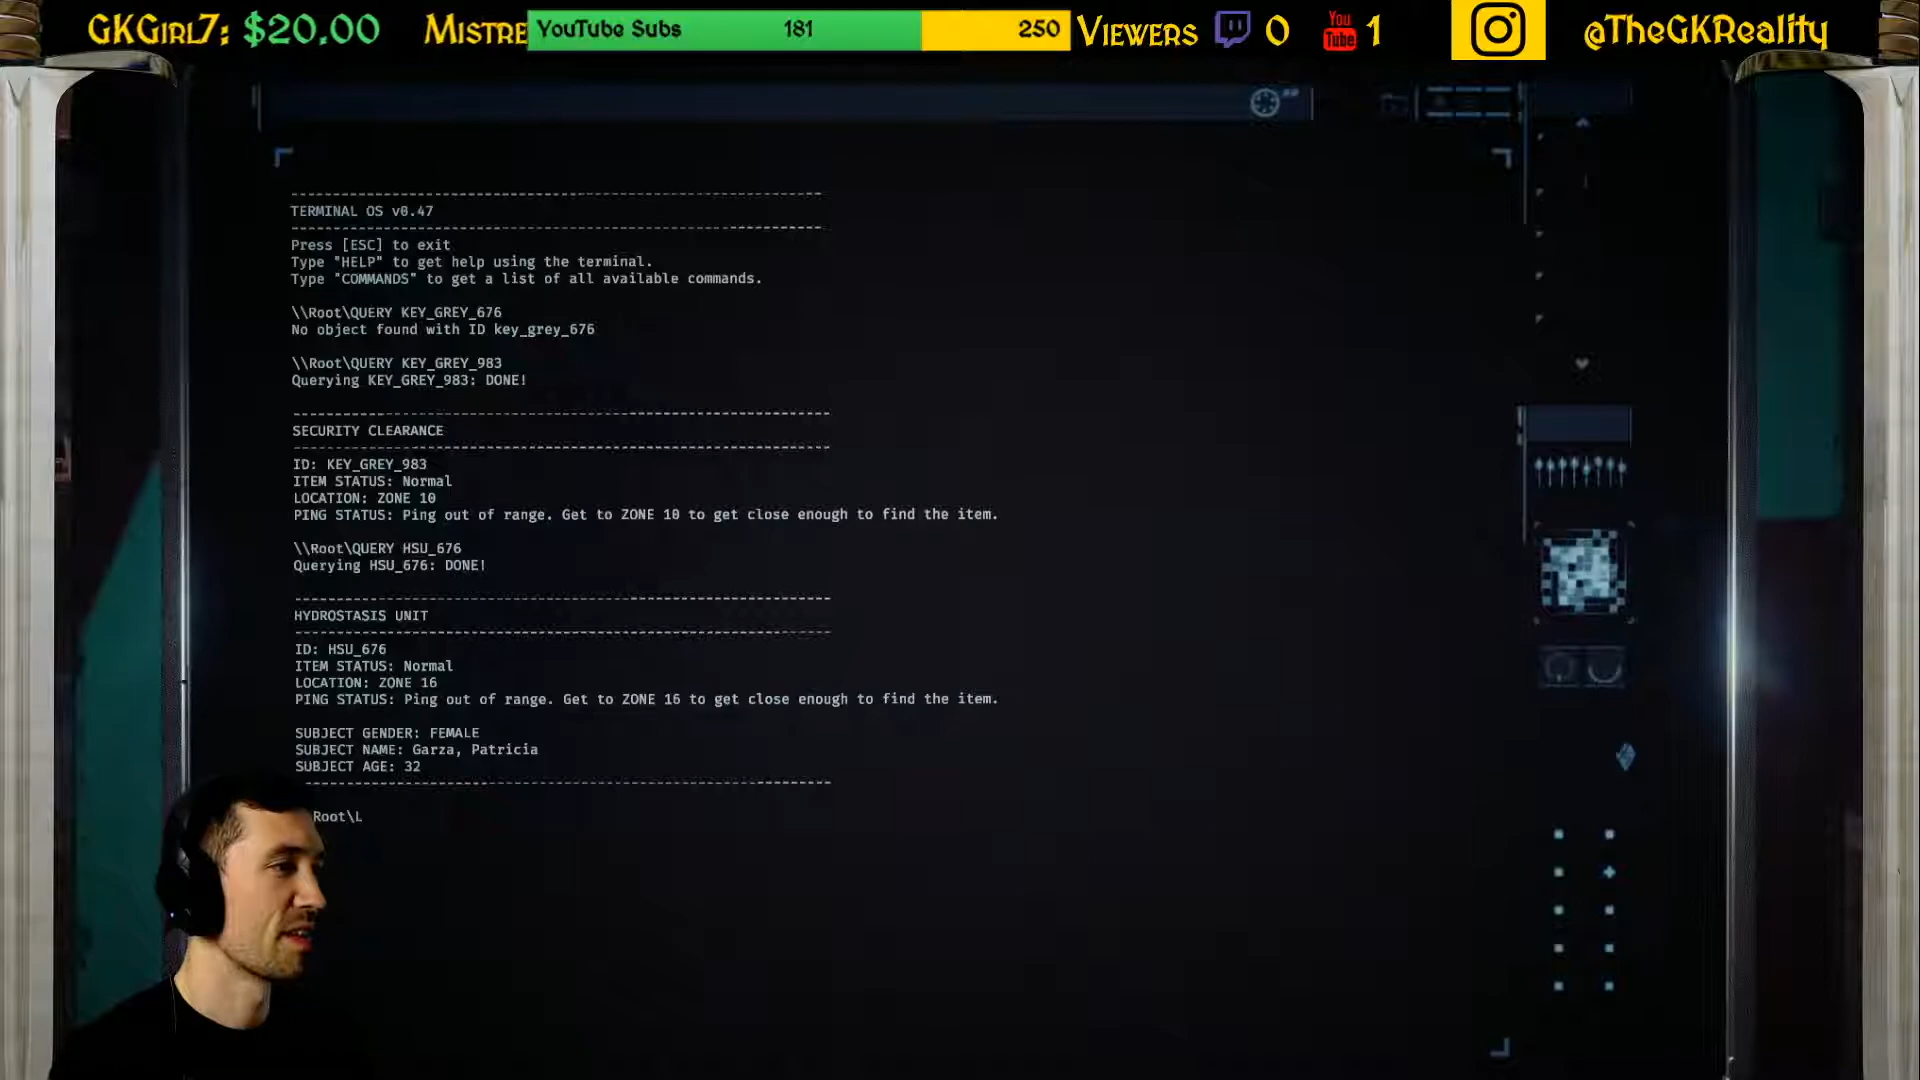 GKGirl7: $20.00
Mistre
YouTube Subs 181 250
Viewers 0 You Tube 1
@TheGKReality
TERMINAL OS v0.47
Press [ESC] to exit
Type "HELP" to get help using the terminal.
Type "COMMANDS" to get a list of all available commands.
\\Root\QUERY KEY_GREY_676
No object found with ID key_grey_676
\\Root\QUERY KEY_GREY_983
Querying KEY_GREY_983: DONE!
SECURITY CLEARANCE
ID: KEY_GREY_983
ITEM STATUS: Normal
LOCATION: ZONE 10
PING STATUS: Ping out of range. Get to ZONE 10 to get close enough to find the item.
\\Root\QUERY HSU_676
Querying HSU_676: DONE!
HYDROSTASIS UNIT
ID: HSU_676
ITEM STATUS: Normal
LOCATION: ZONE 16
PING STATUS: Ping out of range. Get to ZONE 16 to get close enough to find the item.
SUBJECT GENDER: FEMALE
SUBJECT NAME: Garza, Patricia
SUBJECT AGE: 32
Root\L